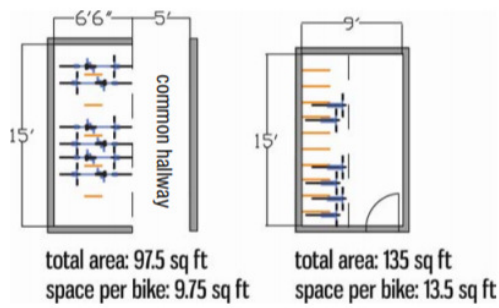 6'6"
5'
15'
common hallway
total area: 97.5 sq ft
space per bike: 9.75 sq ft
9'
15'
total area: 135 sq ft
space per bike: 13.5 sq ft